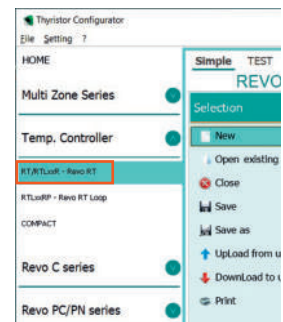 Thyristor Configurator
File Setting ?
HOME
Multi Zone Series
Temp. Controller
RT/RTLxxR - Revo RT
RTLxxRP - Revo RT Loop
COMPACT
Revo C series
Revo PC/PN series
Simple TEST
REVO
Selection
New
Open existing
Close
Save
Save as
UpLoad from u
DownLoad to u
Print